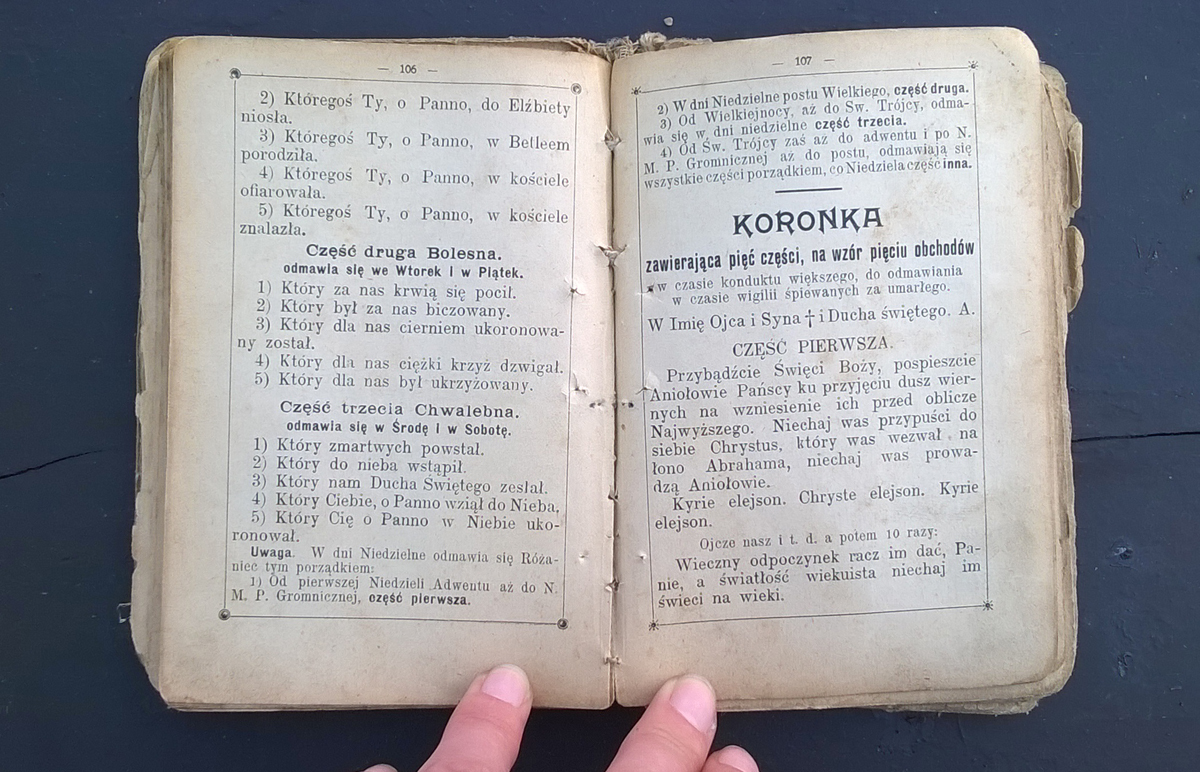 — 106 —
2) Któregoś Ty, o Panno, do Elźbiety
niosła.
3) Któregoś Ty, o Panno, w Betleem
porodziła.
4) Któregoś Ty, o Panno, w kościele
ofiarowała.
5) Któregoś Ty, o Panno, w kościele
znalazła.
Część druga Bolesna.
odmawia się we Wtorek i w Piątek.
1) Który za nas krwią się pocił.
2) Który był za nas biczowany.
3) Który dla nas cierniem ukoronowa-
ny został.
4) Który dla nas ciężki krzyż dzwigał.
5) Który dla nas był ukrzyżowany.
Część trzecia Chwalebna.
odmawia się w Środę i w Sobotę.
1) Który zmartwych powstał.
2) Który do nieba wstąpił.
3) Który nam Ducha Świętego zesłał.
4) Który Ciebie, o Panno wziął do Nieba,
5) Który Cię o Panno w Niebie uko-
ronował.
Uwaga. W dni Niedzielne odmawia się Róża-
niec tym porządkiem:
1) Od pierwszej Niedzieli Adwentu aż do N.
M. P. Gromnicznej, część pierwsza.
— 107 —
2) W dni Niedzielne postu Wielkiego, część druga.
3) Od Wielkiejnocy, aż do Św. Trójcy, odma-
wia się w dni niedzielne część trzecia.
4) Od Św. Trójcy zaś aż do adwentu i po N.
M. P. Gromnicznej aż do postu, odmawiają się
wszystkie części porządkiem, co Niedziela część inna.
KORONKA
zawierająca pięć części, na wzór pięciu obchodów
w czasie konduktu większego, do odmawiania
w czasie wigilii śpiewanych za umarłego.
W Imię Ojca i Syna † i Ducha świętego. A.
CZĘŚĆ PIERWSZA.
Przybądźcie Święci Boży, pospieszcie
Aniołowie Pańscy ku przyjęciu dusz wier-
nych na wzniesienie ich przed oblicze
Najwyższego. Niechaj was przypuści do
siebie Chrystus, który was wezwał na
łono Abrahama, niechaj was prowa-
dzą Aniołowie.
Kyrie elejson. Chryste elejson. Kyrie
elejson.
Ojcze nasz i t. d. a potem 10 razy:
Wieczny odpoczynek racz im dać, Pa-
nie, a światłość wiekuista niechaj im
świeci na wieki.